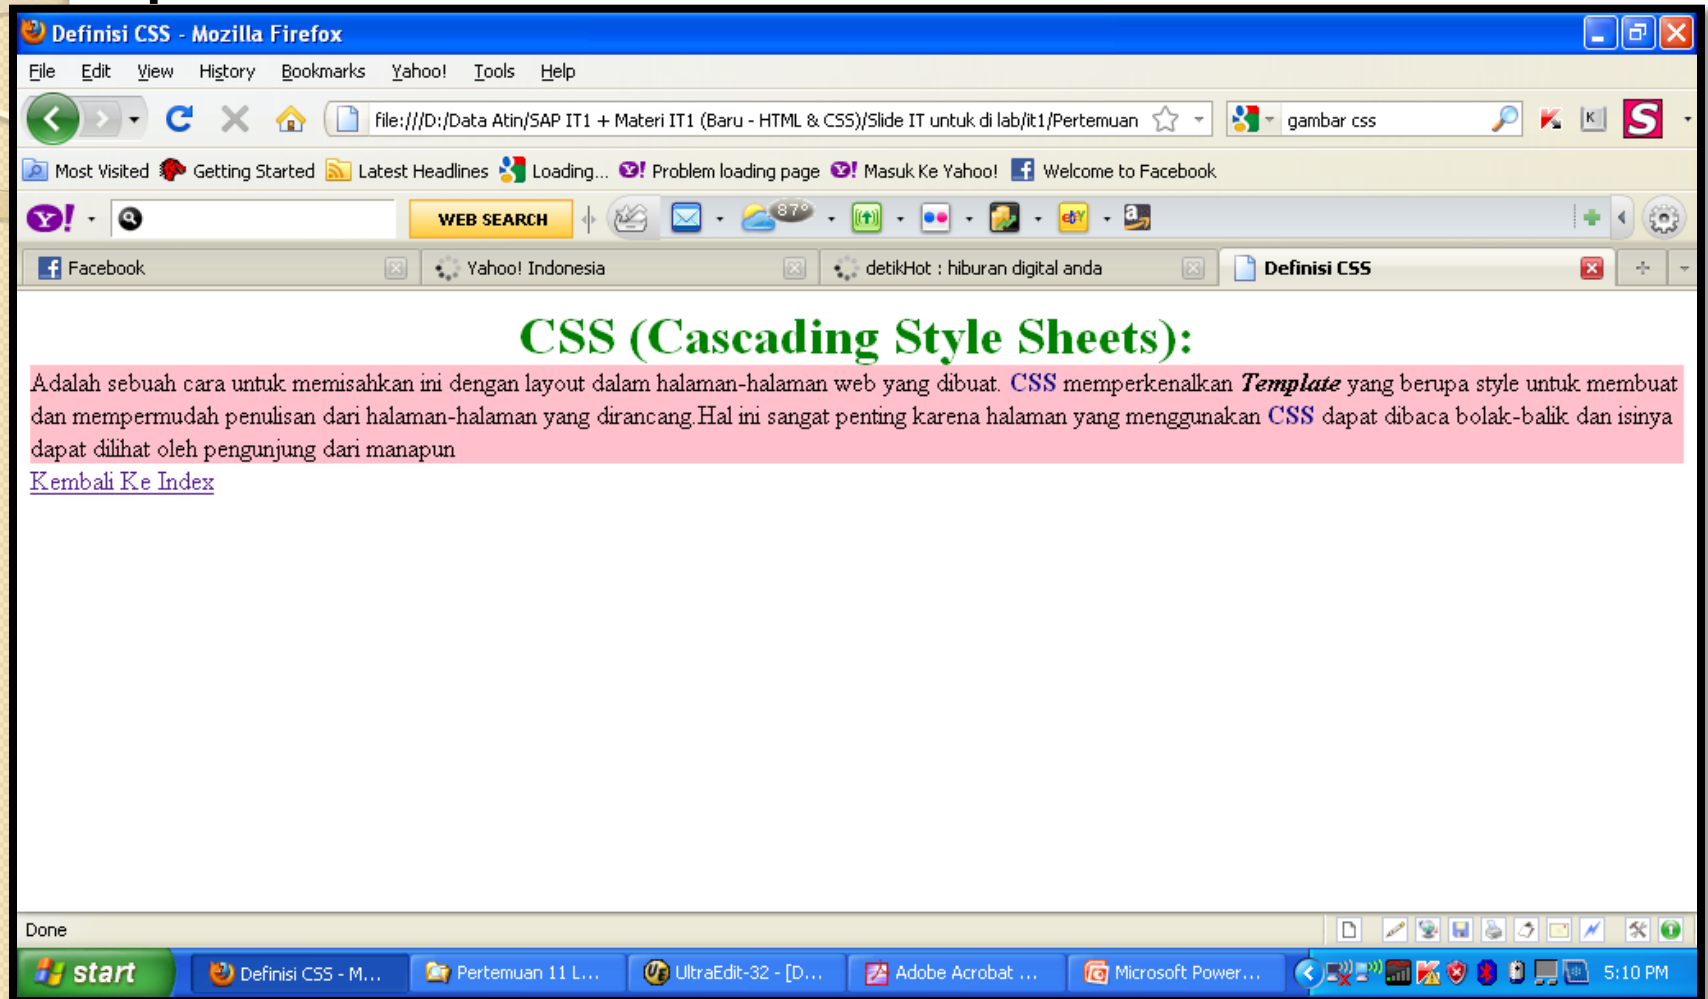 Definisi CSS - Mozilla Firefox
File Edit View History Bookmarks Yahoo! Tools Help
file:///D:/Data Atin/SAP IT1 + Materi IT1 (Baru - HTML & CSS)/Slide IT untuk di lab/it1/Pertemuan gambar css K S
Most Visited Getting Started Latest Headlines Loading... Problem loading page Masuk Ke Yahoo! Welcome to Facebook
Y! WEB SEARCH 87° ebY a
Facebook Yahoo! Indonesia detikHot : hiburan digital anda Definisi CSS
CSS (Cascading Style Sheets):
Adalah sebuah cara untuk memisahkan ini dengan layout dalam halaman-halaman web yang dibuat. CSS memperkenalkan Template yang berupa style untuk membuat
dan mempermudah penulisan dari halaman-halaman yang dirancang.Hal ini sangat penting karena halaman yang menggunakan CSS dapat dibaca bolak-balik dan isinya
dapat dilihat oleh pengunjung dari manapun
Kembali Ke Index
Done
start Definisi CSS - M... Pertemuan 11 L... UltraEdit-32 - [D... Adobe Acrobat ... Microsoft Power... 5:10 PM